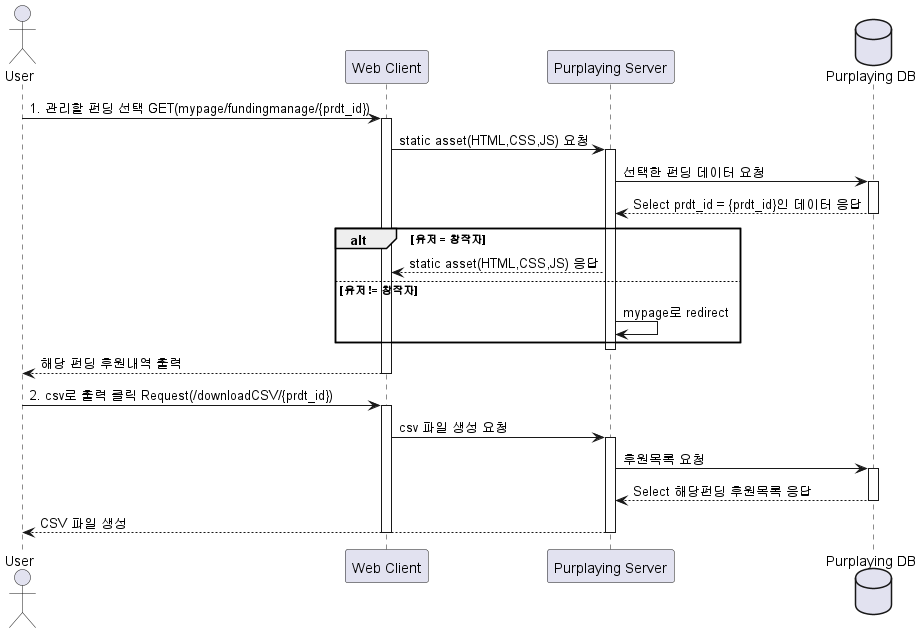 User
Web Client
Purplaying Server
Purplaying DB
1. 관리할 펀딩 선택 GET(mypage/fundingmanage/{prdt_id})
static asset(HTML,CSS,JS) 요청
선택한 펀딩 데이터 요청
Select prdt_id = {prdt_id}인 데이터 응답
alt
[유저 = 창작자]
static asset(HTML,CSS,JS) 응답
[유저 != 창작자]
mypage로 redirect
해당 펀딩 후원내역 출력
2. csv로 출력 클릭 Request(/downloadCSV/{prdt_id})
csv 파일 생성 요청
후원목록 요청
Select 해당펀딩 후원목록 응답
CSV 파일 생성
User
Web Client
Purplaying Server
Purplaying DB